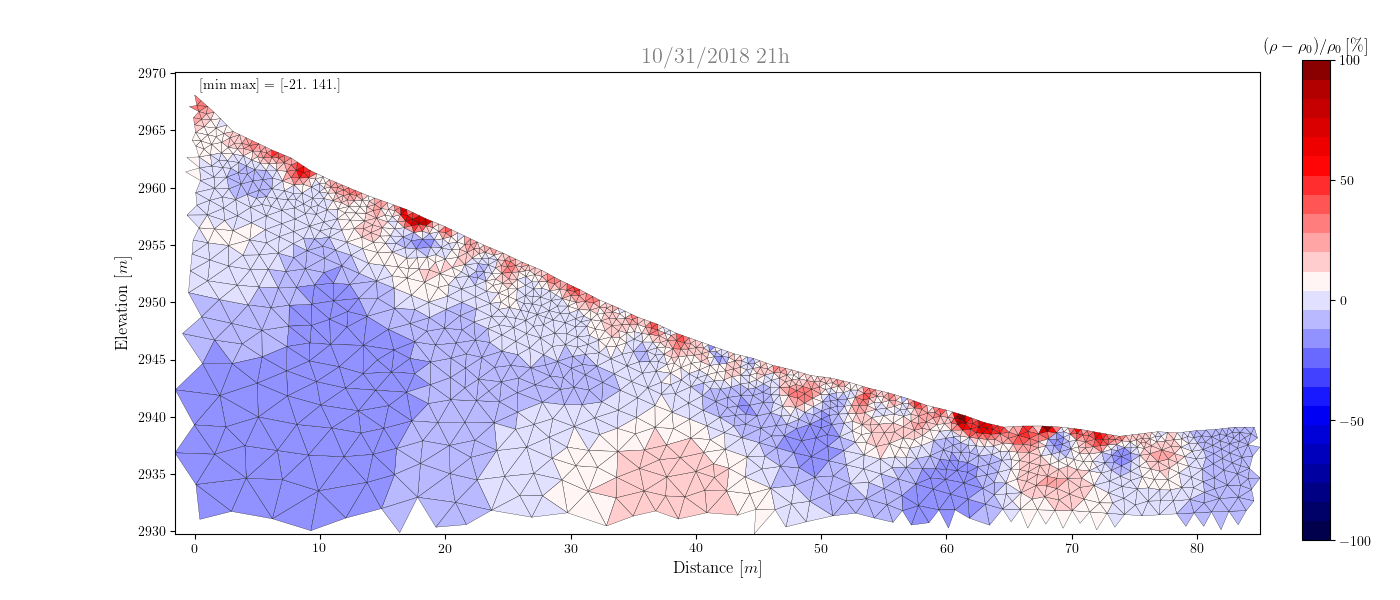 10/31/2018 21h
(ρ − ρ₀)/ρ₀ [%]
[min max] = [-21. 141.]
2970
2965
2960
2955
2950
2945
2940
2935
2930
Elevation [m]
0 10 20 30 40 50 60 70 80
Distance [m]
100
50
0
−50
−100